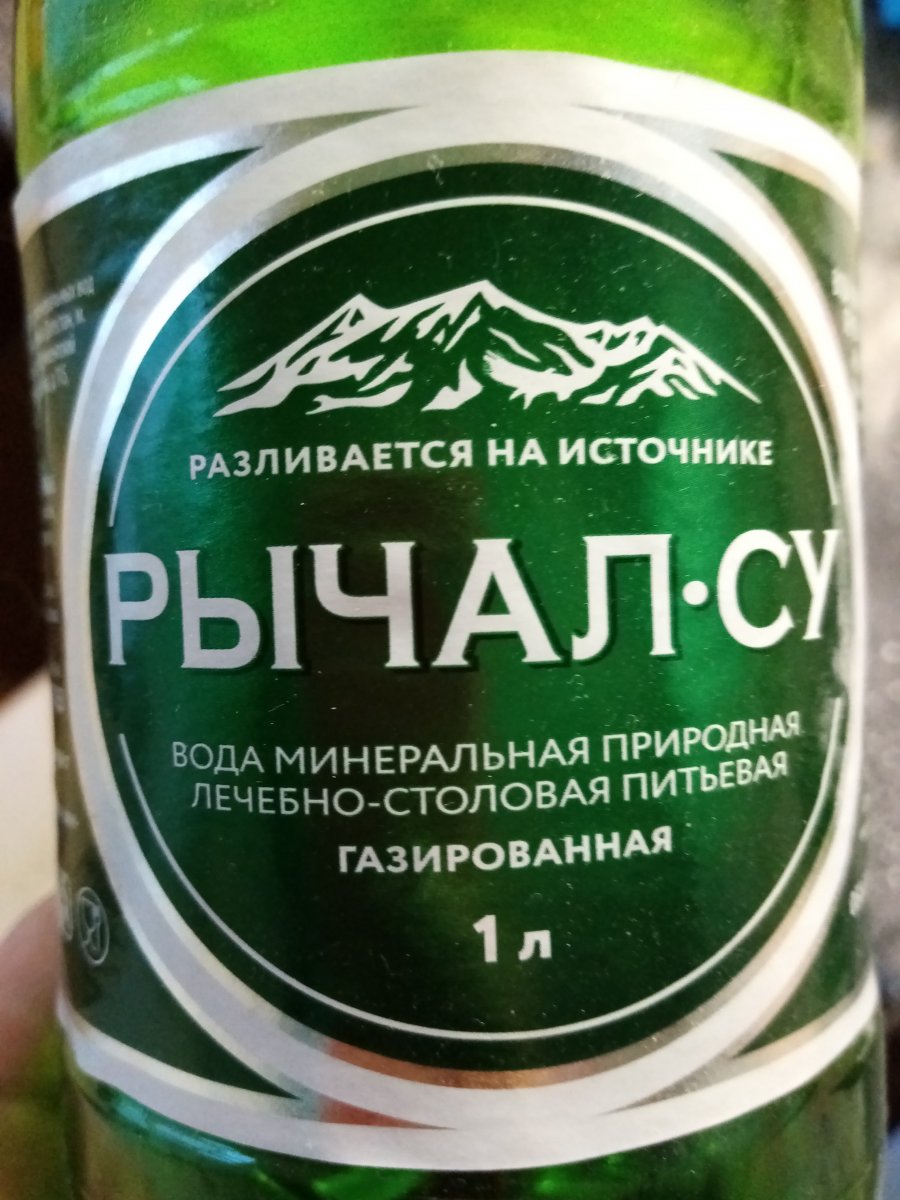 РАЗЛИВАЕТСЯ НА ИСТОЧНИКЕ
РЫЧАЛ·СУ
ВОДА МИНЕРАЛЬНАЯ ПРИРОДНАЯ
ЛЕЧЕБНО-СТОЛОВАЯ ПИТЬЕВАЯ
ГАЗИРОВАННАЯ
1 л